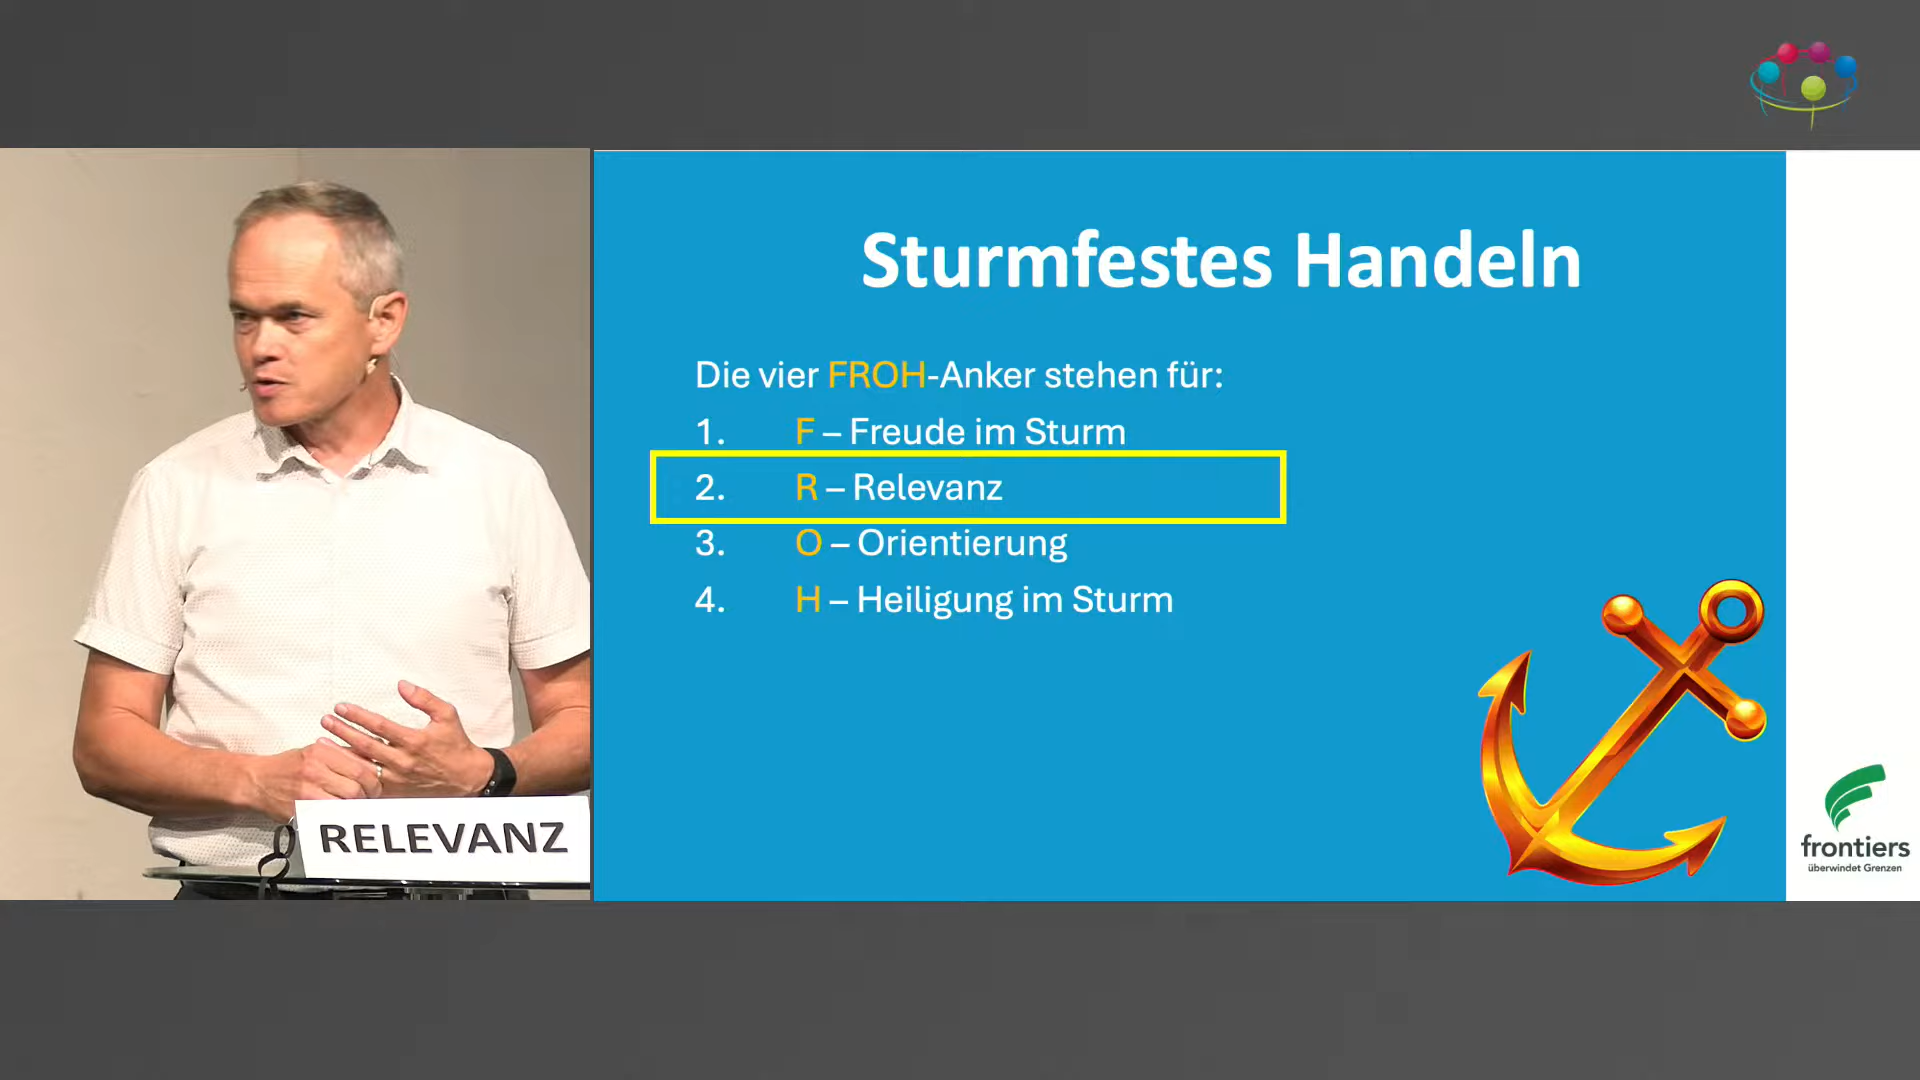 Sturmfestes Handeln
Die vier FROH-Anker stehen für:
1. F – Freude im Sturm
2. R – Relevanz
3. O – Orientierung
4. H – Heiligung im Sturm
RELEVANZ
frontiers
überwindet Grenzen